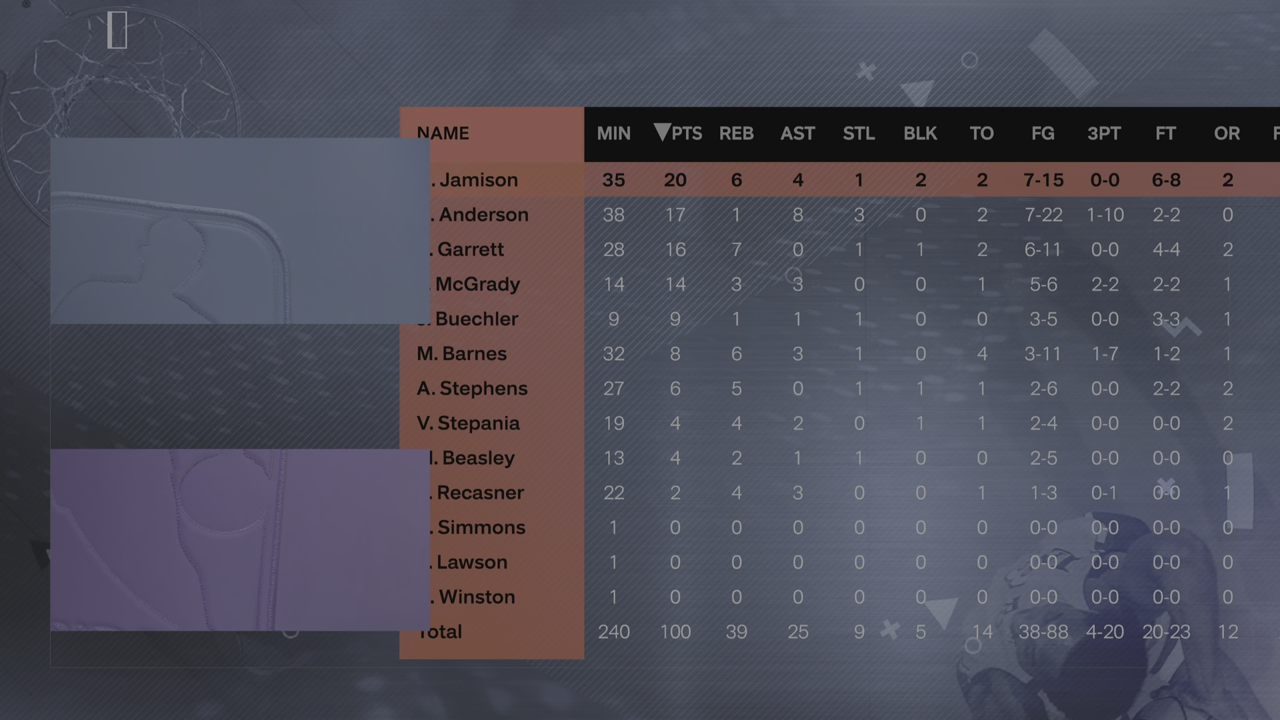 NAME MIN ▼PTS REB AST STL BLK TO FG 3PT FT OR
. Jamison 35 20 6 4 1 2 2 7-15 0-0 6-8 2
. Anderson 38 17 1 8 3 0 2 7-22 1-10 2-2 0
. Garrett 28 16 7 0 1 1 2 6-11 0-0 4-4 2
McGrady 14 14 3 3 0 0 1 5-6 2-2 2-2 1
. Buechler 9 9 1 1 1 0 0 3-5 0-0 3-3 1
M. Barnes 32 8 6 3 1 0 4 3-11 1-7 1-2 1
A. Stephens 27 6 5 0 1 1 1 2-6 0-0 2-2 2
V. Stepania 19 4 4 2 0 1 1 2-4 0-0 0-0 2
. Beasley 13 4 2 1 1 0 0 2-5 0-0 0-0 0
. Recasner 22 2 4 3 0 0 1 1-3 0-1 0-0 1
. Simmons 1 0 0 0 0 0 0 0-0 0-0 0-0 0
. Lawson 1 0 0 0 0 0 0 0-0 0-0 0-0 0
. Winston 1 0 0 0 0 0 0 0-0 0-0 0-0 0
Total 240 100 39 25 9 5 14 38-88 4-20 20-23 12